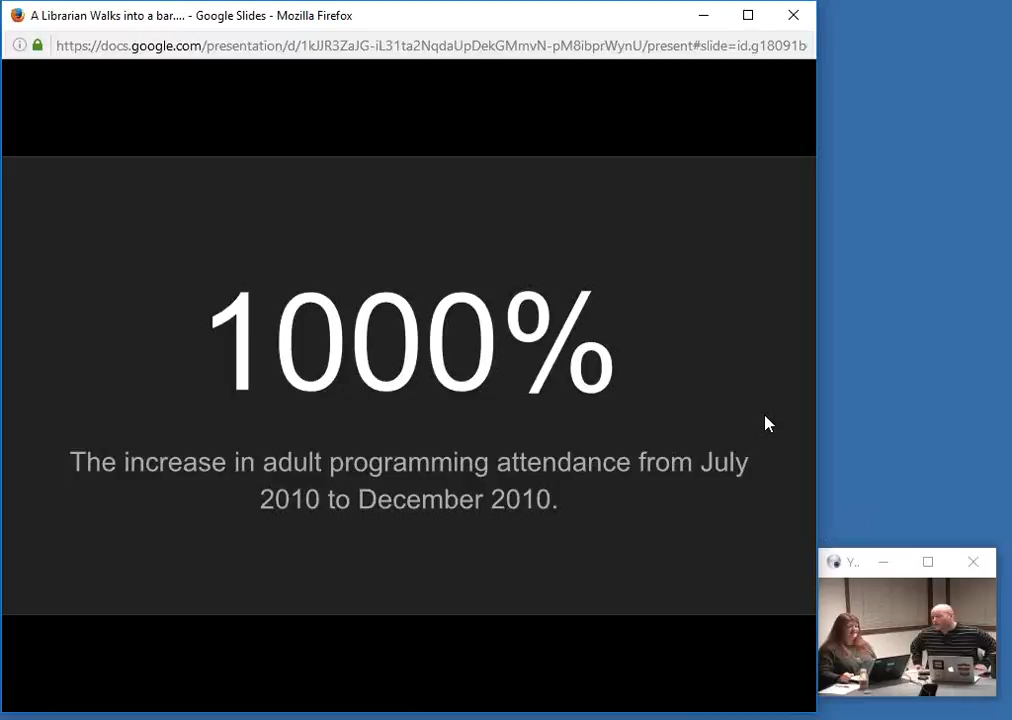 A Librarian Walks into a bar.... - Google Slides - Mozilla Firefox
https://docs.google.com/presentation/d/1kJJR3ZaJG-iL31ta2NqdaUpDekGMmvN-pM8ibprWynU/present#slide=id.g18091b
1000%
The increase in adult programming attendance from July
2010 to December 2010.
Y..